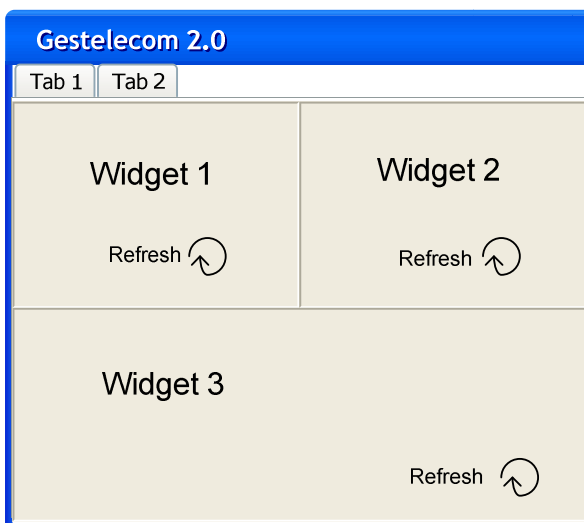 Gestelecom 2.0
Tab 1 Tab 2
Widget 1
Widget 2
Refresh
Refresh
Widget 3
Refresh